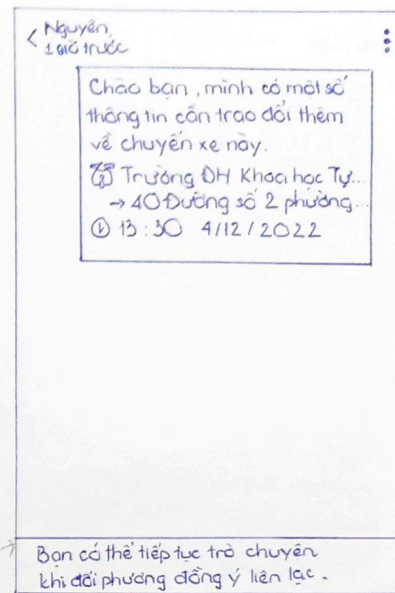 Nguyên
1 giờ trước
Chào bạn, mình có một số
thông tin cần trao đổi thêm
về chuyến xe này.
Trường ĐH Khoa học Tự...
→ 40 Đường số 2 phường...
13:30 4/12/2022
Bạn có thể tiếp tục trò chuyện
khi đối phương đồng ý liên lạc.